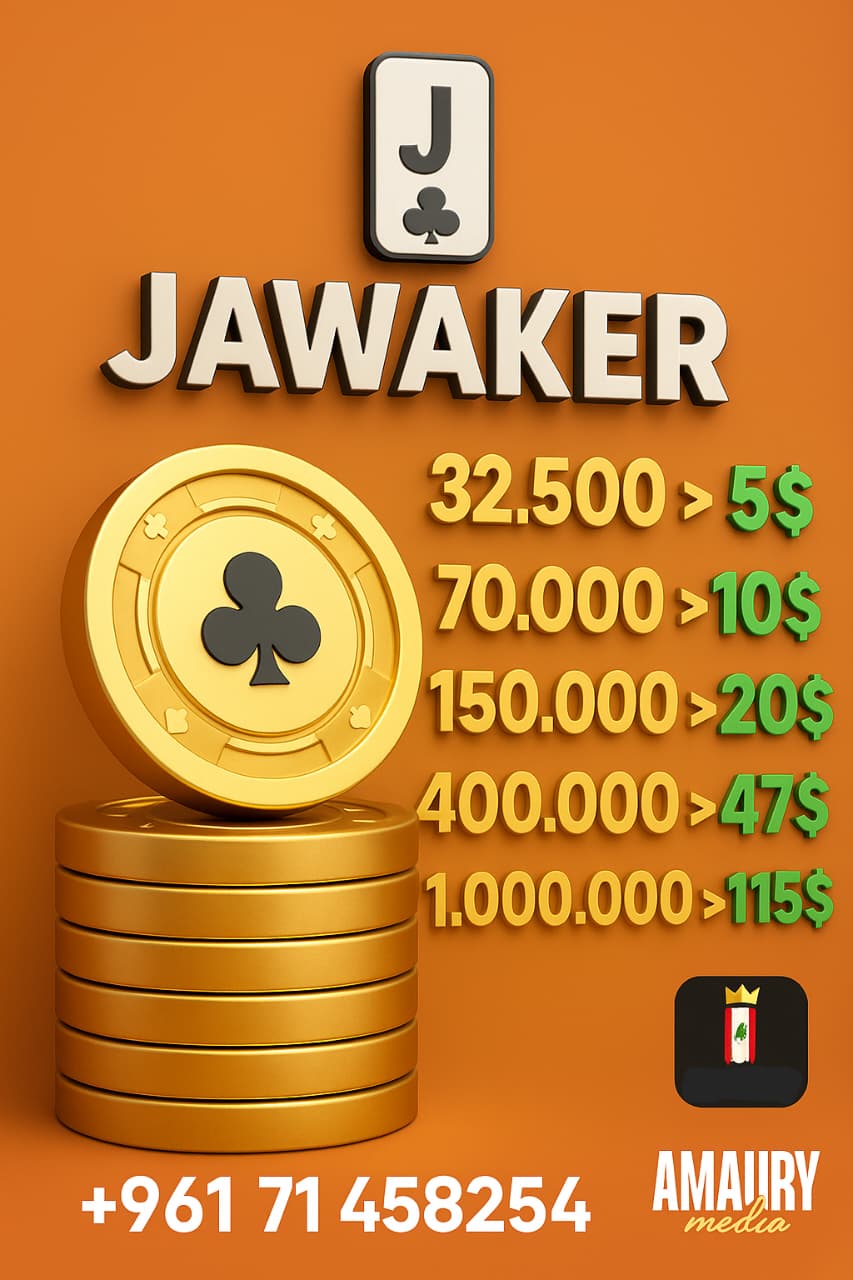 J
JAWAKER
32.500 > 5$
70.000 > 10$
150.000 > 20$
400.000 > 47$
1.000.000 > 115$
AMAURY
media
+961 71 458254